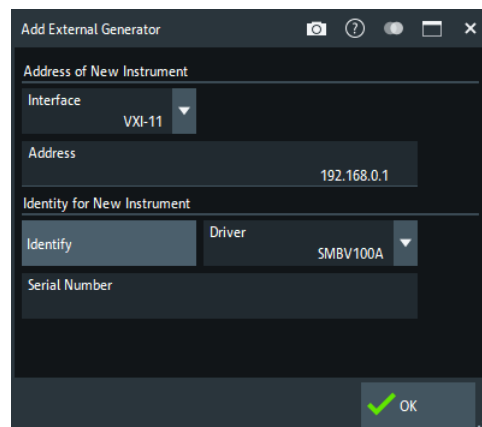 Add External Generator
Address of New Instrument
Interface
VXI-11
Address
192.168.0.1
Identity for New Instrument
Identify
Driver
SMBV100A
Serial Number
OK